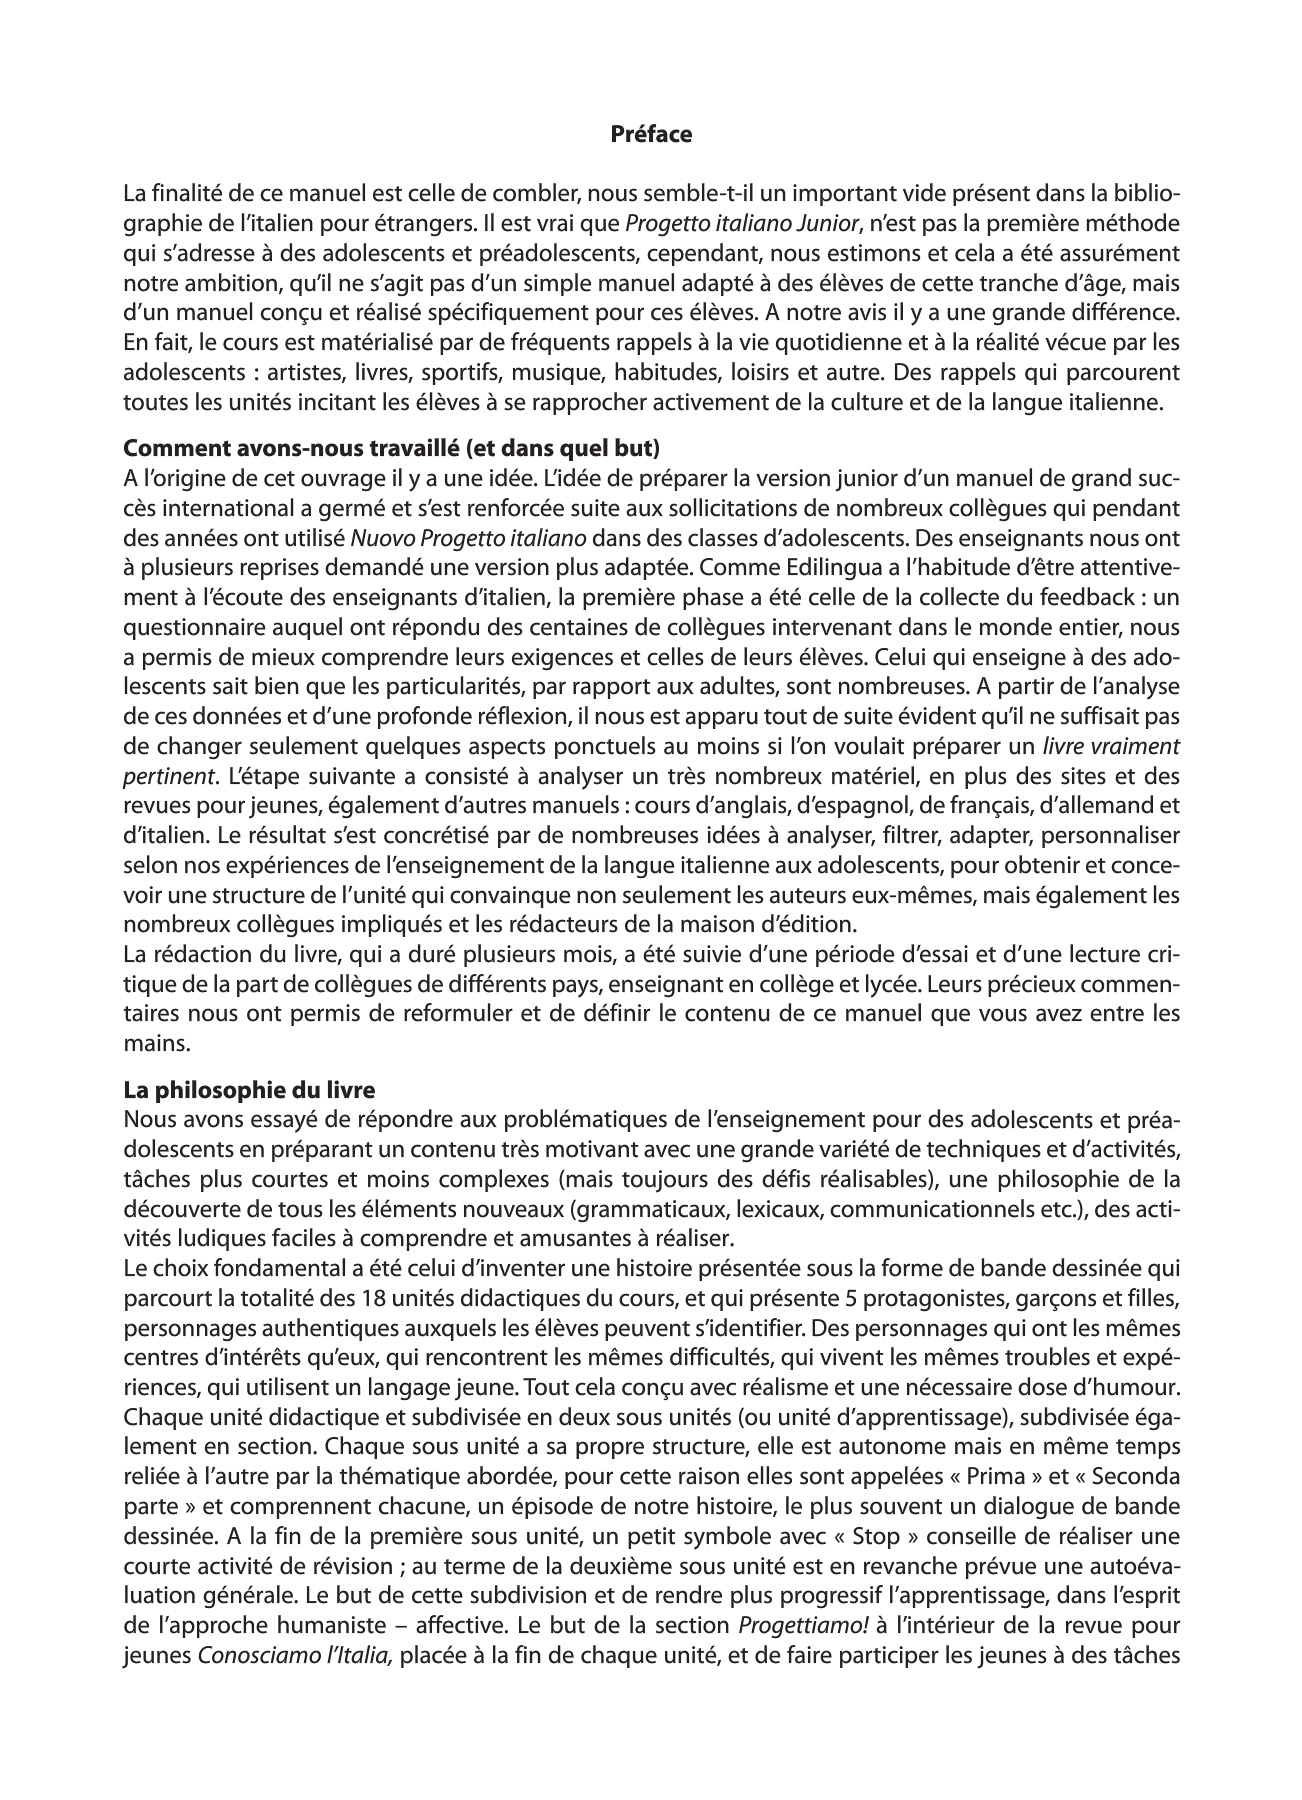 Préface
La finalité de ce manuel est celle de combler, nous semble-t-il un important vide présent dans la biblio-
graphie de l’italien pour étrangers. Il est vrai que Progetto italiano Junior, n’est pas la première méthode
qui s’adresse à des adolescents et préadolescents, cependant, nous estimons et cela a été assurément
notre ambition, qu’il ne s’agit pas d’un simple manuel adapté à des élèves de cette tranche d’âge, mais
d’un manuel conçu et réalisé spécifiquement pour ces élèves. A notre avis il y a une grande différence.
En fait, le cours est matérialisé par de fréquents rappels à la vie quotidienne et à la réalité vécue par les
adolescents : artistes, livres, sportifs, musique, habitudes, loisirs et autre. Des rappels qui parcourent
toutes les unités incitant les élèves à se rapprocher activement de la culture et de la langue italienne.
Comment avons-nous travaillé (et dans quel but)
A l’origine de cet ouvrage il y a une idée. L’idée de préparer la version junior d’un manuel de grand suc-
cès international a germé et s’est renforcée suite aux sollicitations de nombreux collègues qui pendant
des années ont utilisé Nuovo Progetto italiano dans des classes d’adolescents. Des enseignants nous ont
à plusieurs reprises demandé une version plus adaptée. Comme Edilingua a l’habitude d’être attentive-
ment à l’écoute des enseignants d’italien, la première phase a été celle de la collecte du feedback : un
questionnaire auquel ont répondu des centaines de collègues intervenant dans le monde entier, nous
a permis de mieux comprendre leurs exigences et celles de leurs élèves. Celui qui enseigne à des ado-
lescents sait bien que les particularités, par rapport aux adultes, sont nombreuses. A partir de l’analyse
de ces données et d’une profonde réflexion, il nous est apparu tout de suite évident qu’il ne suffisait pas
de changer seulement quelques aspects ponctuels au moins si l’on voulait préparer un livre vraiment
pertinent. L’étape suivante a consisté à analyser un très nombreux matériel, en plus des sites et des
revues pour jeunes, également d’autres manuels : cours d’anglais, d’espagnol, de français, d’allemand et
d’italien. Le résultat s’est concrétisé par de nombreuses idées à analyser, filtrer, adapter, personnaliser
selon nos expériences de l’enseignement de la langue italienne aux adolescents, pour obtenir et conce-
voir une structure de l’unité qui convainque non seulement les auteurs eux-mêmes, mais également les
nombreux collègues impliqués et les rédacteurs de la maison d’édition.
La rédaction du livre, qui a duré plusieurs mois, a été suivie d’une période d’essai et d’une lecture cri-
tique de la part de collègues de différents pays, enseignant en collège et lycée. Leurs précieux commen-
taires nous ont permis de reformuler et de définir le contenu de ce manuel que vous avez entre les
mains.
La philosophie du livre
Nous avons essayé de répondre aux problématiques de l’enseignement pour des adolescents et préa-
dolescents en préparant un contenu très motivant avec une grande variété de techniques et d’activités,
tâches plus courtes et moins complexes (mais toujours des défis réalisables), une philosophie de la
découverte de tous les éléments nouveaux (grammaticaux, lexicaux, communicationnels etc.), des acti-
vités ludiques faciles à comprendre et amusantes à réaliser.
Le choix fondamental a été celui d’inventer une histoire présentée sous la forme de bande dessinée qui
parcourt la totalité des 18 unités didactiques du cours, et qui présente 5 protagonistes, garçons et filles,
personnages authentiques auxquels les élèves peuvent s’identifier. Des personnages qui ont les mêmes
centres d’intérêts qu’eux, qui rencontrent les mêmes difficultés, qui vivent les mêmes troubles et expé-
riences, qui utilisent un langage jeune. Tout cela conçu avec réalisme et une nécessaire dose d’humour.
Chaque unité didactique et subdivisée en deux sous unités (ou unité d’apprentissage), subdivisée éga-
lement en section. Chaque sous unité a sa propre structure, elle est autonome mais en même temps
reliée à l’autre par la thématique abordée, pour cette raison elles sont appelées « Prima » et « Seconda
parte » et comprennent chacune, un épisode de notre histoire, le plus souvent un dialogue de bande
dessinée. A la fin de la première sous unité, un petit symbole avec « Stop » conseille de réaliser une
courte activité de révision ; au terme de la deuxième sous unité est en revanche prévue une autoéva-
luation générale. Le but de cette subdivision et de rendre plus progressif l’apprentissage, dans l’esprit
de l’approche humaniste – affective. Le but de la section Progettiamo! à l’intérieur de la revue pour
jeunes Conosciamo l’Italia, placée à la fin de chaque unité, et de faire participer les jeunes à des tâches